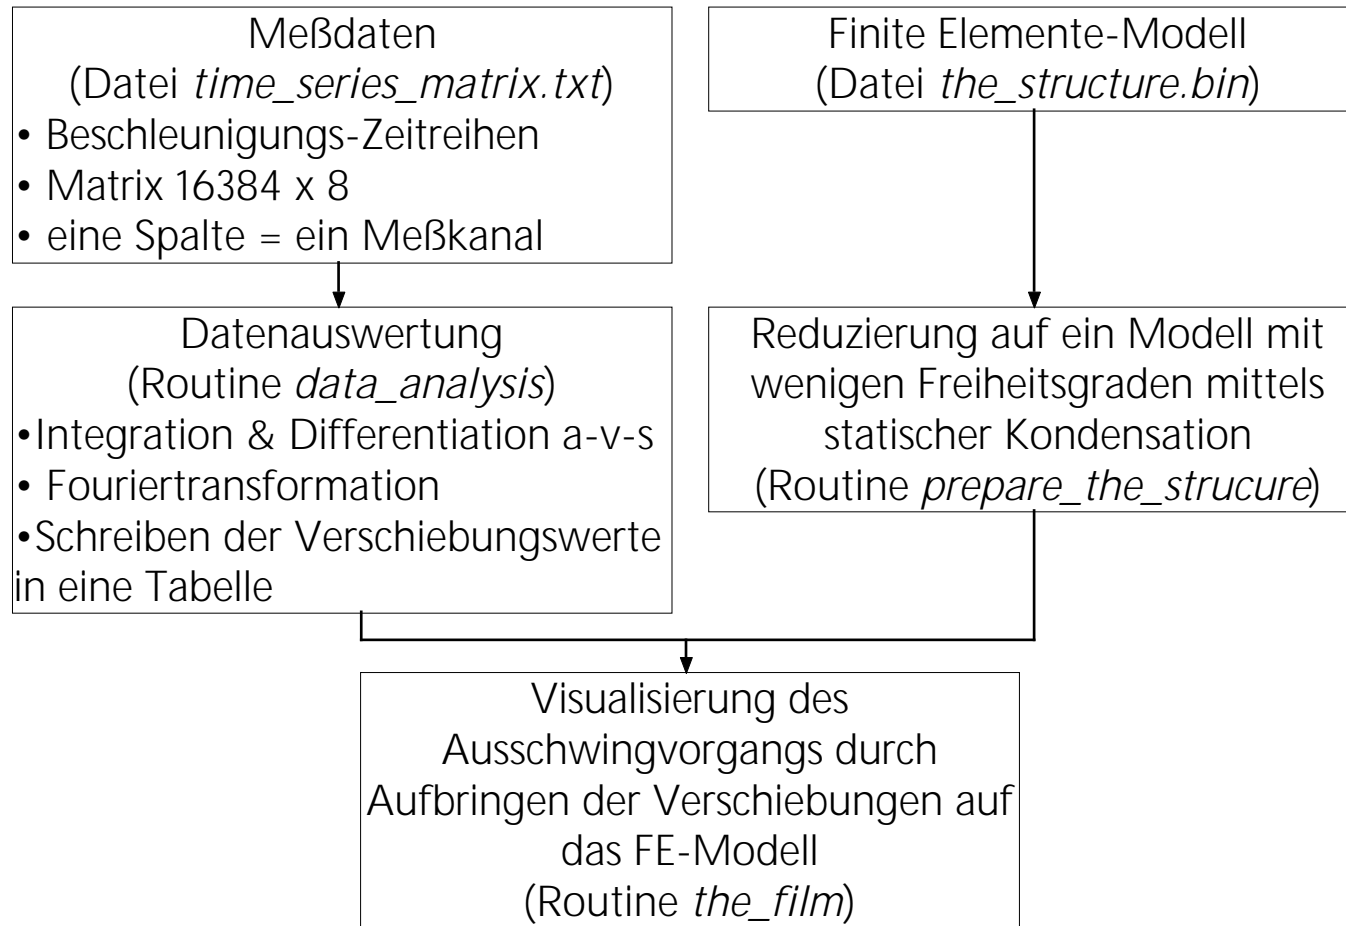 Meßdaten
(Datei time_series_matrix.txt)
• Beschleunigungs-Zeitreihen
• Matrix 16384 x 8
• eine Spalte = ein Meßkanal
Finite Elemente-Modell
(Datei the_structure.bin)
Datenauswertung
(Routine data_analysis)
•Integration & Differentiation a-v-s
• Fouriertransformation
•Schreiben der Verschiebungswerte
in eine Tabelle
Reduzierung auf ein Modell mit
wenigen Freiheitsgraden mittels
statischer Kondensation
(Routine prepare_the_strucure)
Visualisierung des
Ausschwingvorgangs durch
Aufbringen der Verschiebungen auf
das FE-Modell
(Routine the_film)